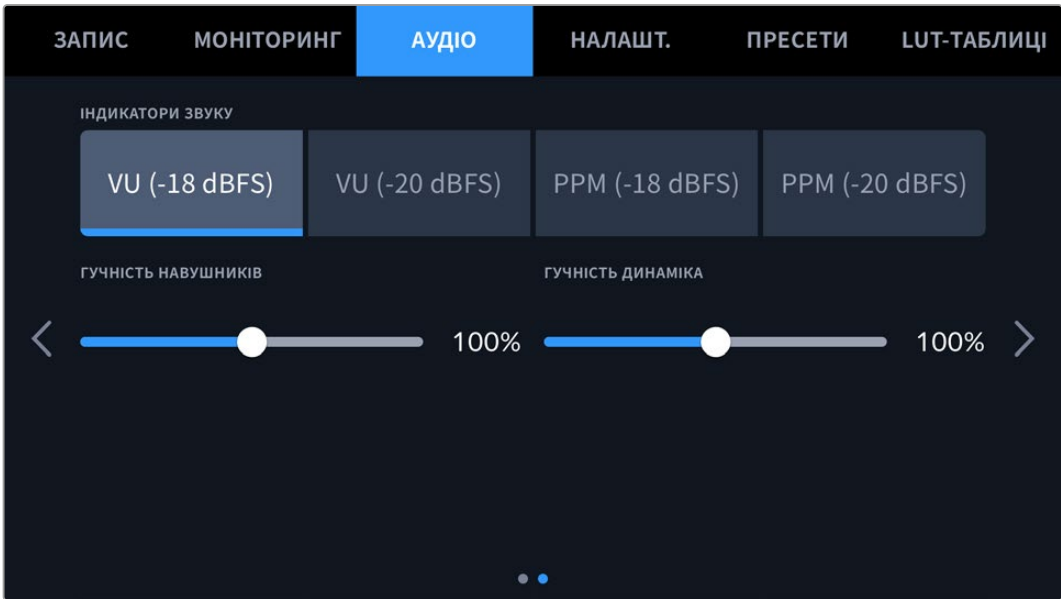 ЗАПИС МОНІТОРИНГ АУДІО НАЛАШТ. ПРЕСЕТИ LUT-ТАБЛИЦІ
ІНДИКАТОРИ ЗВУКУ
VU (-18 dBFS) VU (-20 dBFS) PPM (-18 dBFS) PPM (-20 dBFS)
ГУЧНІСТЬ НАВУШНИКІВ ГУЧНІСТЬ ДИНАМІКА
100% 100%